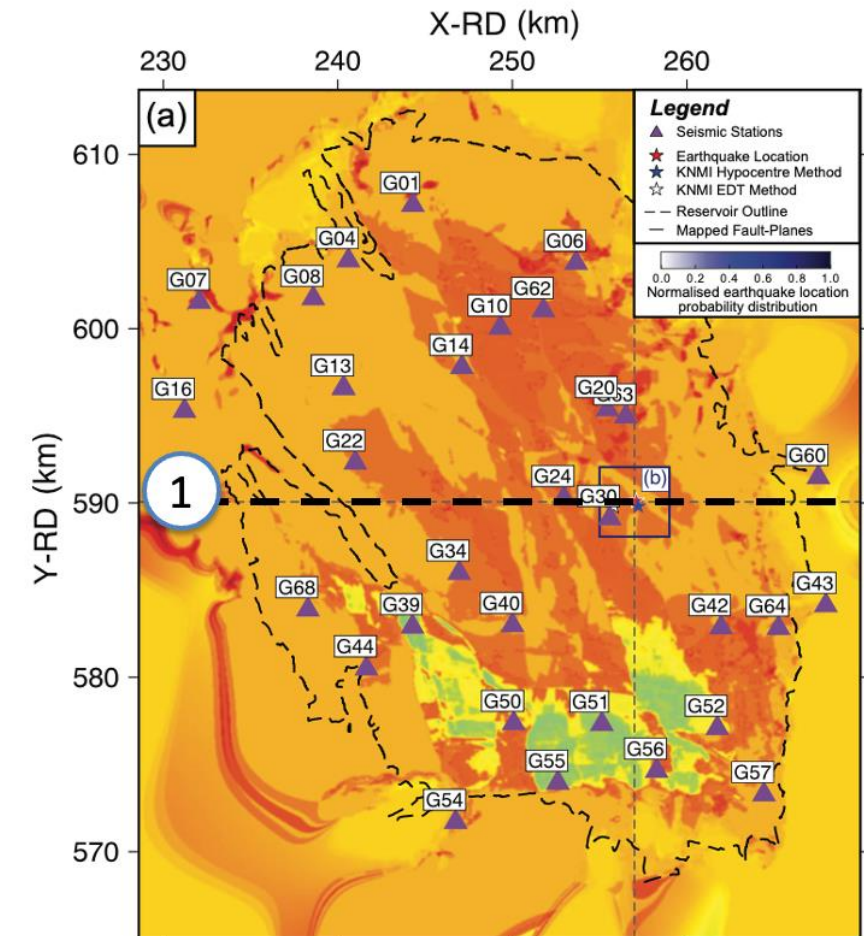 X-RD (km)
230 240 250 260
(a)
Legend
Seismic Stations
Earthquake Location
KNMI Hypocentre Method
KNMI EDT Method
Reservoir Outline
Mapped Fault-Planes
0.0 0.2 0.4 0.6 0.8 1.0
Normalised earthquake location
probability distribution
Y-RD (km)
610
600
590
580
570
G01
G04
G06
G07
G08
G62
G10
G14
G13
G16
G20
G22
G24
(b)
G60
G30
1
G34
G68
G39
G40
G42
G64
G43
G44
G50
G51
G52
G56
G55
G57
G54